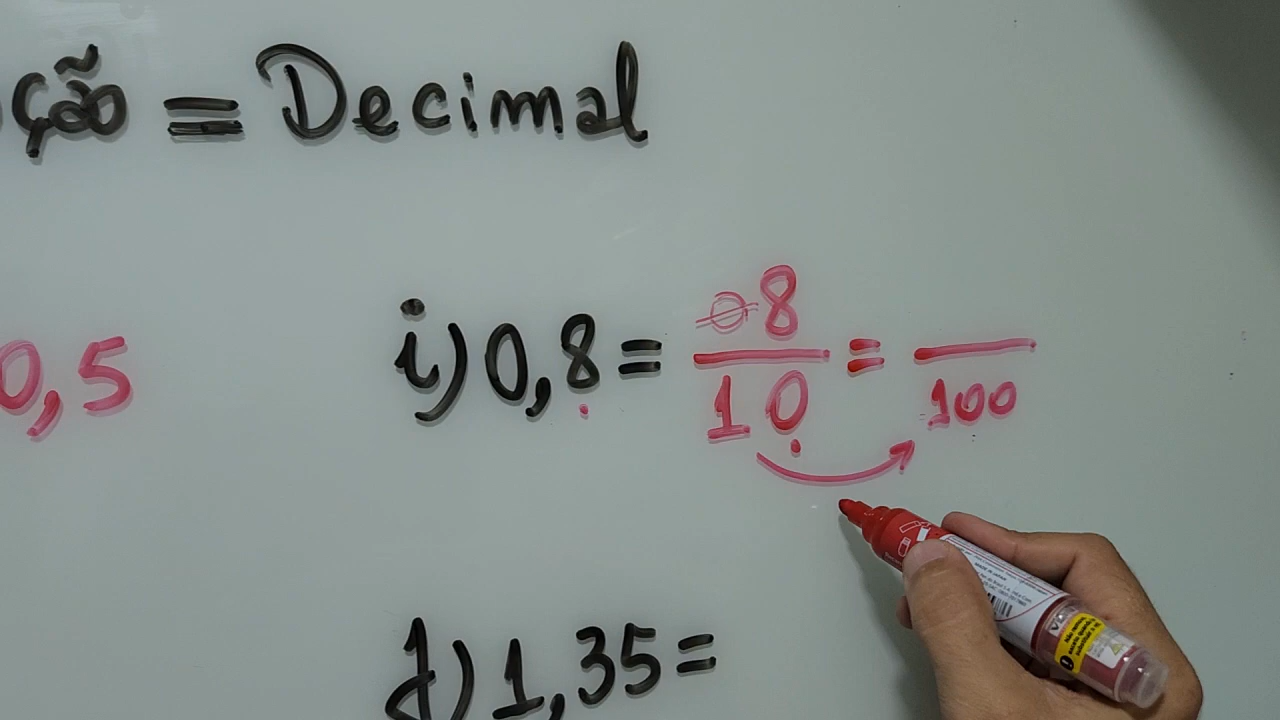 ção = Decimal
0,5
i) 0,8 = 08/10 = /100
1,35 =